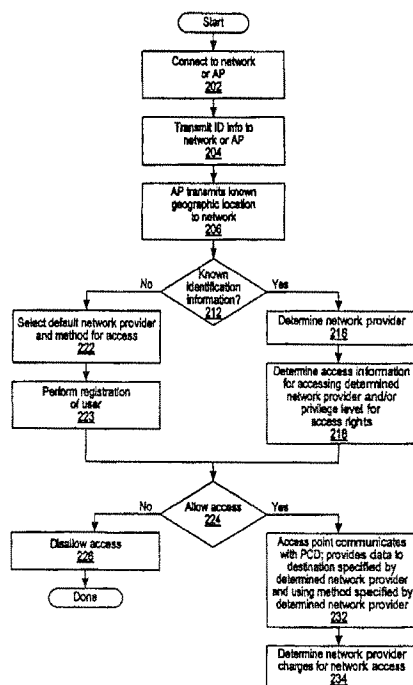 Start
Connect to network
or AP
202
Transmit ID info to
network or AP
204
AP transmits known
geographic location
to network
206
No
Known
identification
information?
212
Yes
Select default network provider
and method for access
222
Determine network provider
216
Perform registration
of user
223
Determine access information
for accessing determined
network provider and/or
privilege level for
access rights
218
No
Allow access
224
Yes
Disallow access
226
Access point communicates
with PCD; provides data to
destination specified by
determined network provider
and using method specified by
determined network provider
232
Done
Determine network provider
charges for network access
234